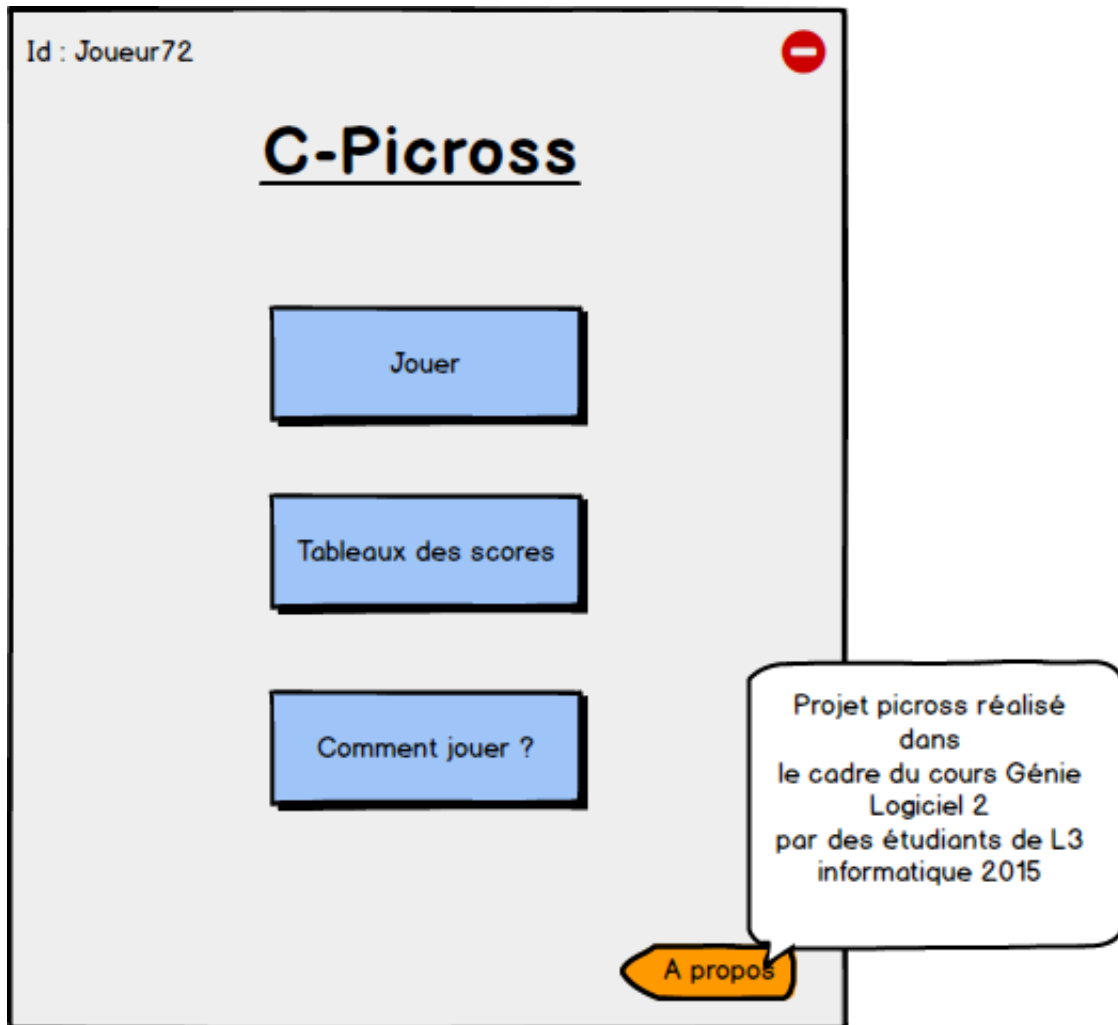 Id : Joueur72
C-Picross
Jouer
Tableaux des scores
Comment jouer ?
Projet picross réalisé
dans
le cadre du cours Génie
Logiciel 2
par des étudiants de L3
informatique 2015
A propos